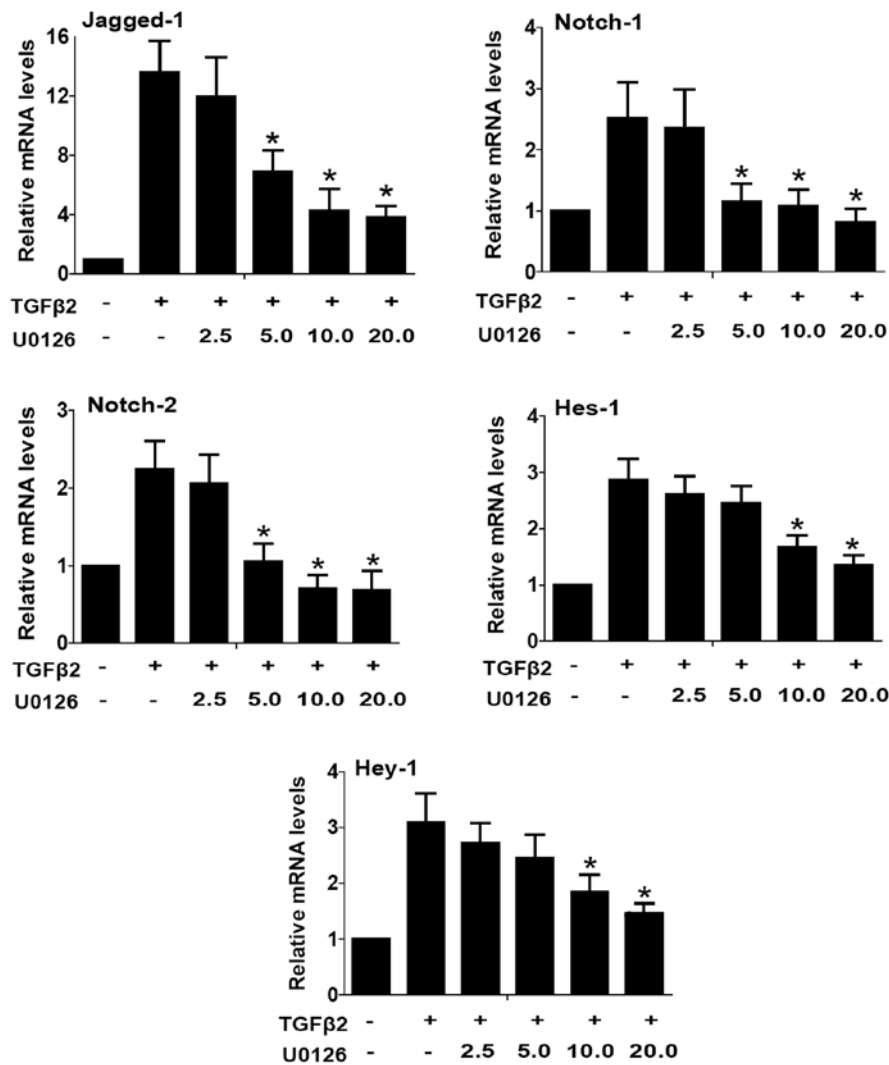 Jagged-1
Relative mRNA levels
16
12
8
4
0
*
*
*
TGFβ2 - + + + + +
U0126 - - 2.5 5.0 10.0 20.0
Notch-1
Relative mRNA levels
4
3
2
1
0
*
*
*
TGFβ2 - + + + + +
U0126 - - 2.5 5.0 10.0 20.0
Notch-2
Relative mRNA levels
3
2
1
0
*
*
*
TGFβ2 - + + + + +
U0126 - - 2.5 5.0 10.0 20.0
Hes-1
Relative mRNA levels
4
3
2
1
0
*
*
TGFβ2 - + + + + +
U0126 - - 2.5 5.0 10.0 20.0
Hey-1
Relative mRNA levels
4
3
2
1
0
*
*
TGFβ2 - + + + + +
U0126 - - 2.5 5.0 10.0 20.0